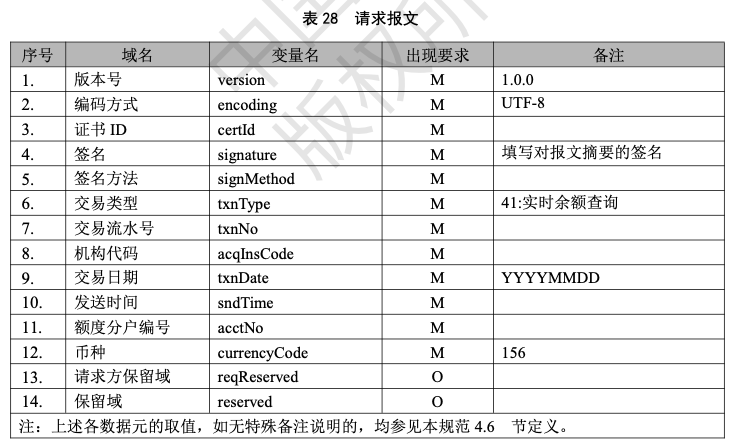 表 28 请求报文
序号 域名 变量名 出现要求 备注
1. 版本号 version M 1.0.0
2. 编码方式 encoding M UTF-8
3. 证书 ID certId M
4. 签名 signature M 填写对报文摘要的签名
5. 签名方法 signMethod M
6. 交易类型 txnType M 41:实时余额查询
7. 交易流水号 txnNo M
8. 机构代码 acqInsCode M
9. 交易日期 txnDate M YYYYMMDD
10. 发送时间 sndTime M
11. 额度分户编号 acctNo M
12. 币种 currencyCode M 156
13. 请求方保留域 reqReserved O
14. 保留域 reserved O
注：上述各数据元的取值，如无特殊备注说明的，均参见本规范 4.6 节定义。